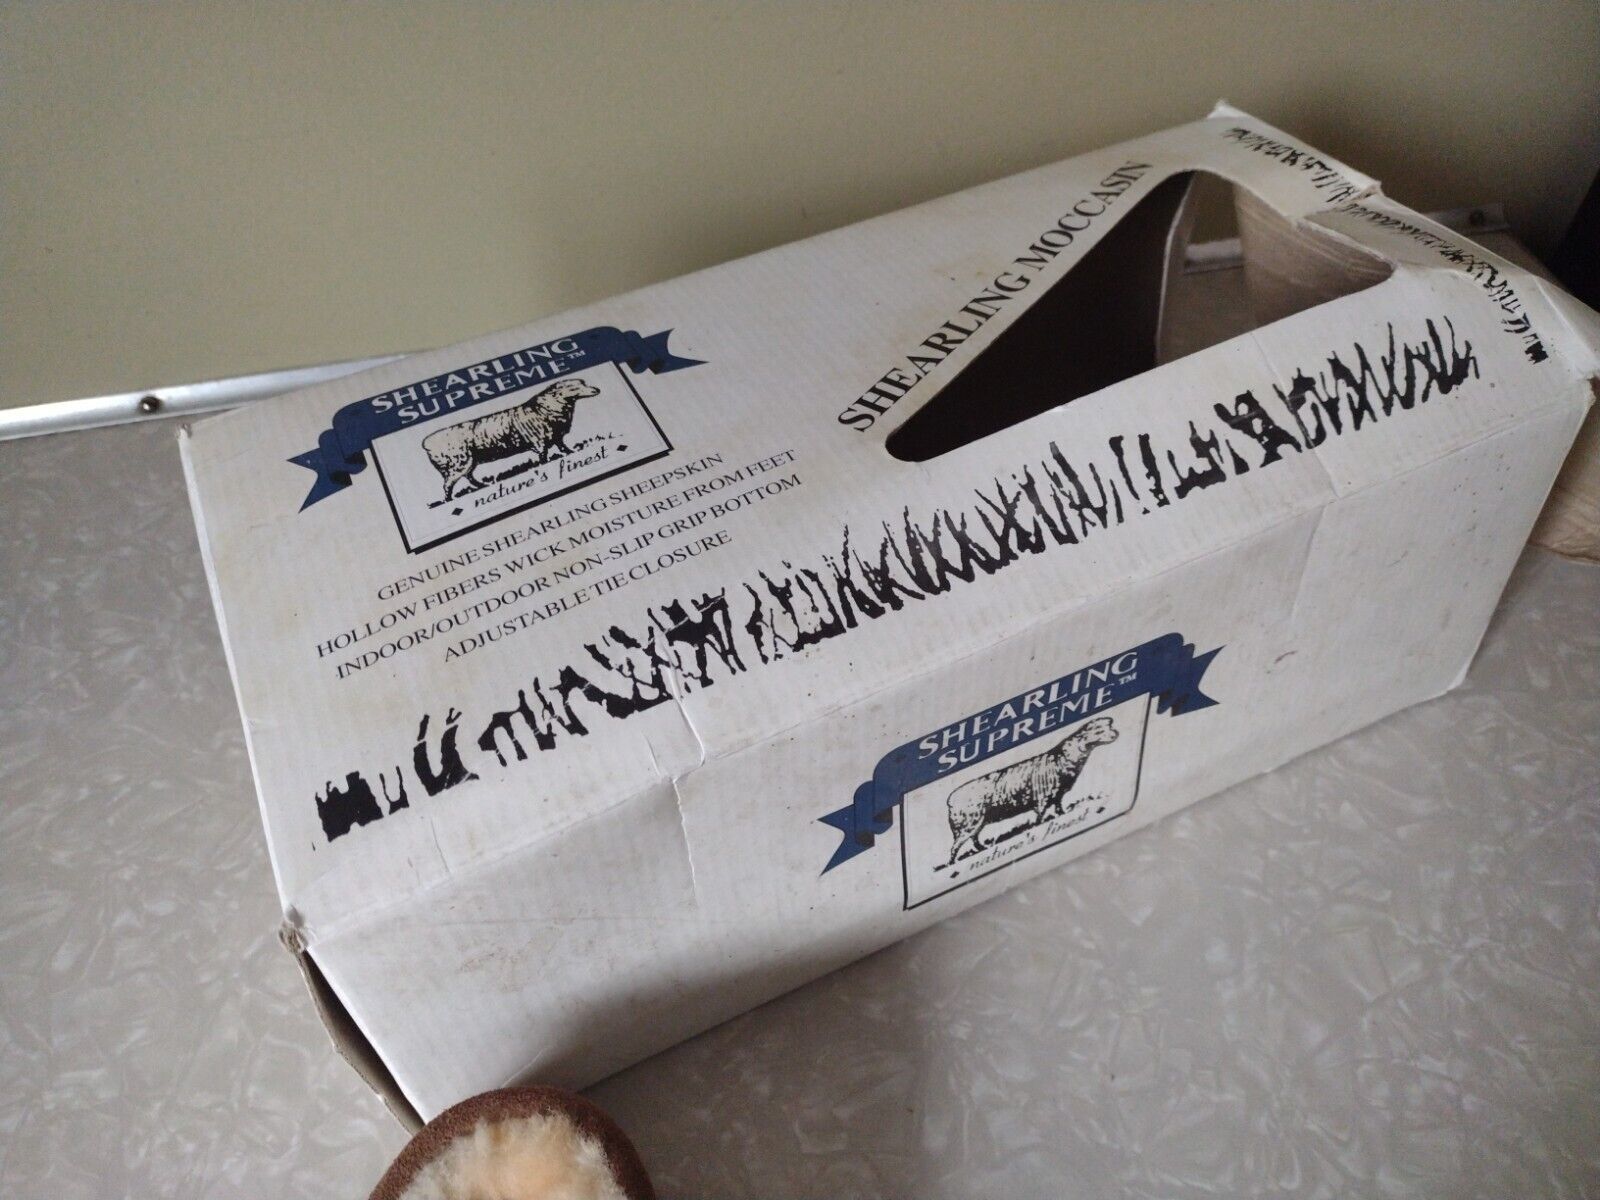 SHEARLING
SUPREME™
nature's finest
GENUINE SHEARLING SHEEPSKIN
HOLLOW FIBERS WICK MOISTURE FROM FEET
INDOOR/OUTDOOR NON-SLIP GRIP BOTTOM
ADJUSTABLE TIE CLOSURE
SHEARLING MOCCASIN
SHEARLING
SUPREME™
nature's finest